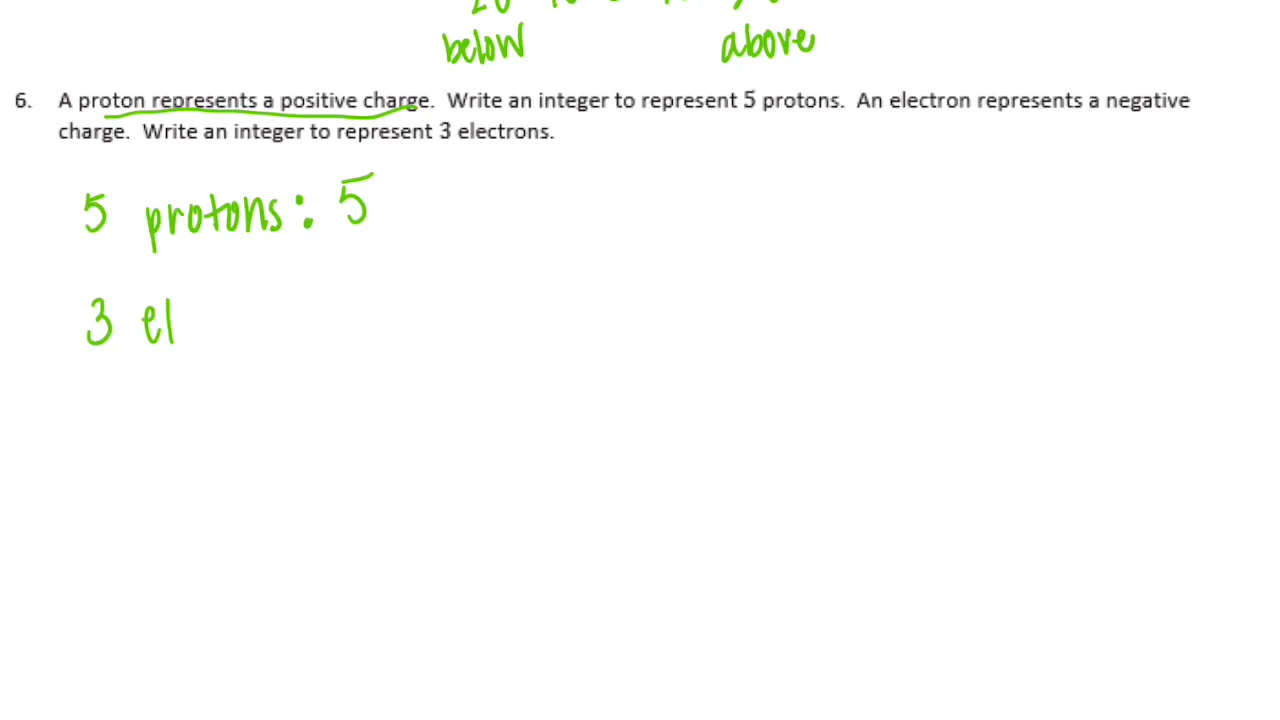 below above
6. A proton represents a positive charge. Write an integer to represent 5 protons. An electron represents a negative
charge. Write an integer to represent 3 electrons.
5 protons: 5
3 el